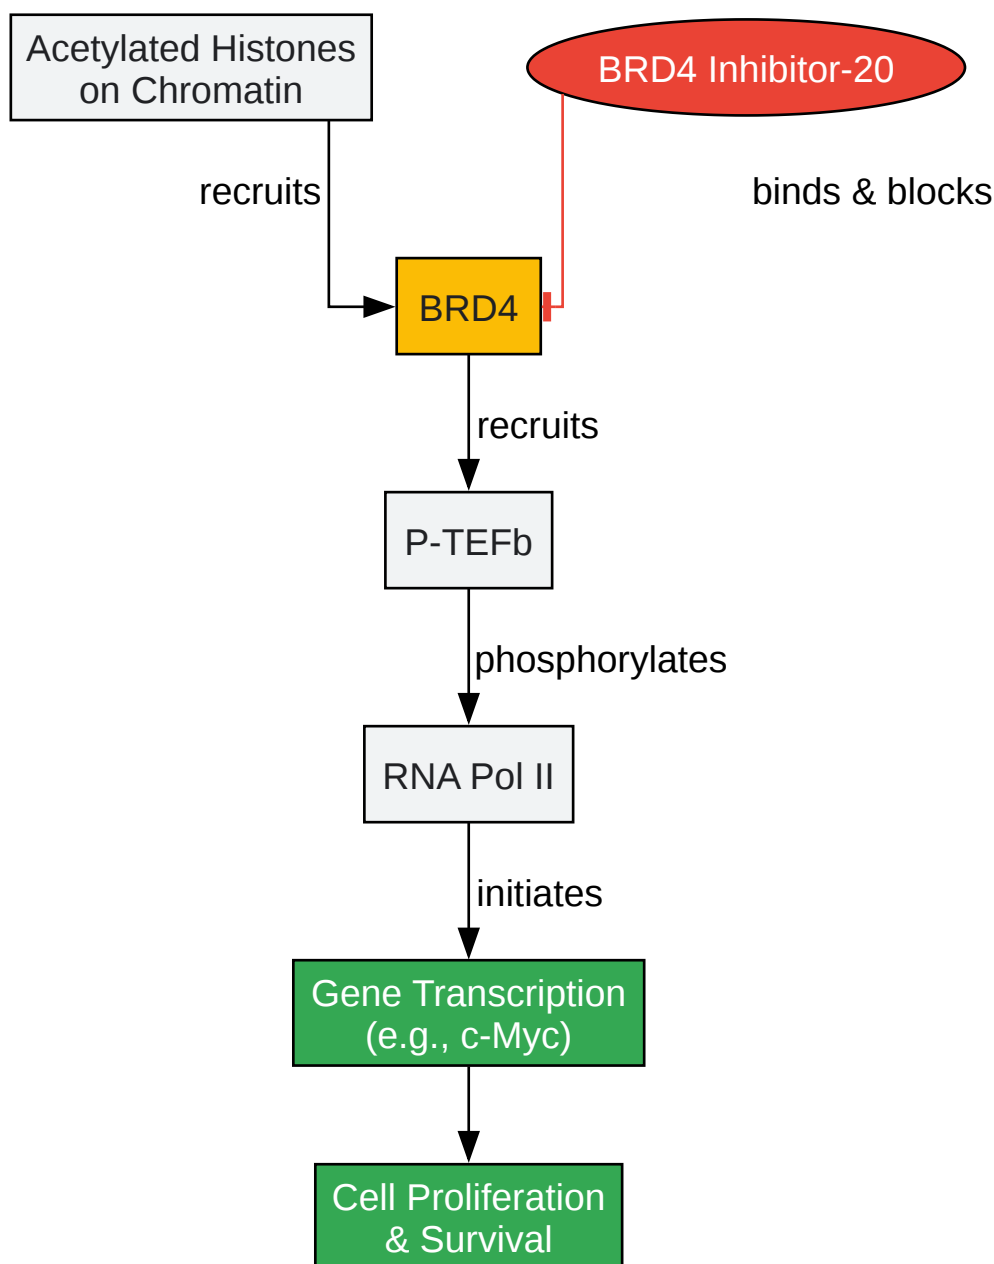 Acetylated Histones
on Chromatin
BRD4 Inhibitor-20
recruits
binds & blocks
BRD4
recruits
P-TEFb
phosphorylates
RNA Pol II
initiates
Gene Transcription
(e.g., c-Myc)
Cell Proliferation
& Survival